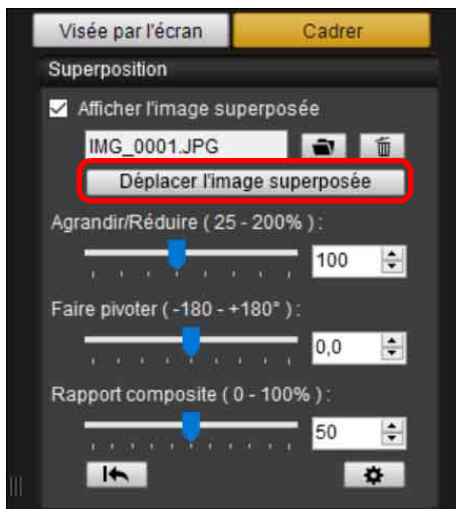 Visée par l'écran Cadrer
Superposition
Afficher l'image superposée
IMG_0001.JPG
Déplacer l'image superposée
Agrandir/Réduire ( 25 - 200% ) :
100
Faire pivoter ( -180 - +180° ) :
0,0
Rapport composite ( 0 - 100% ) :
50